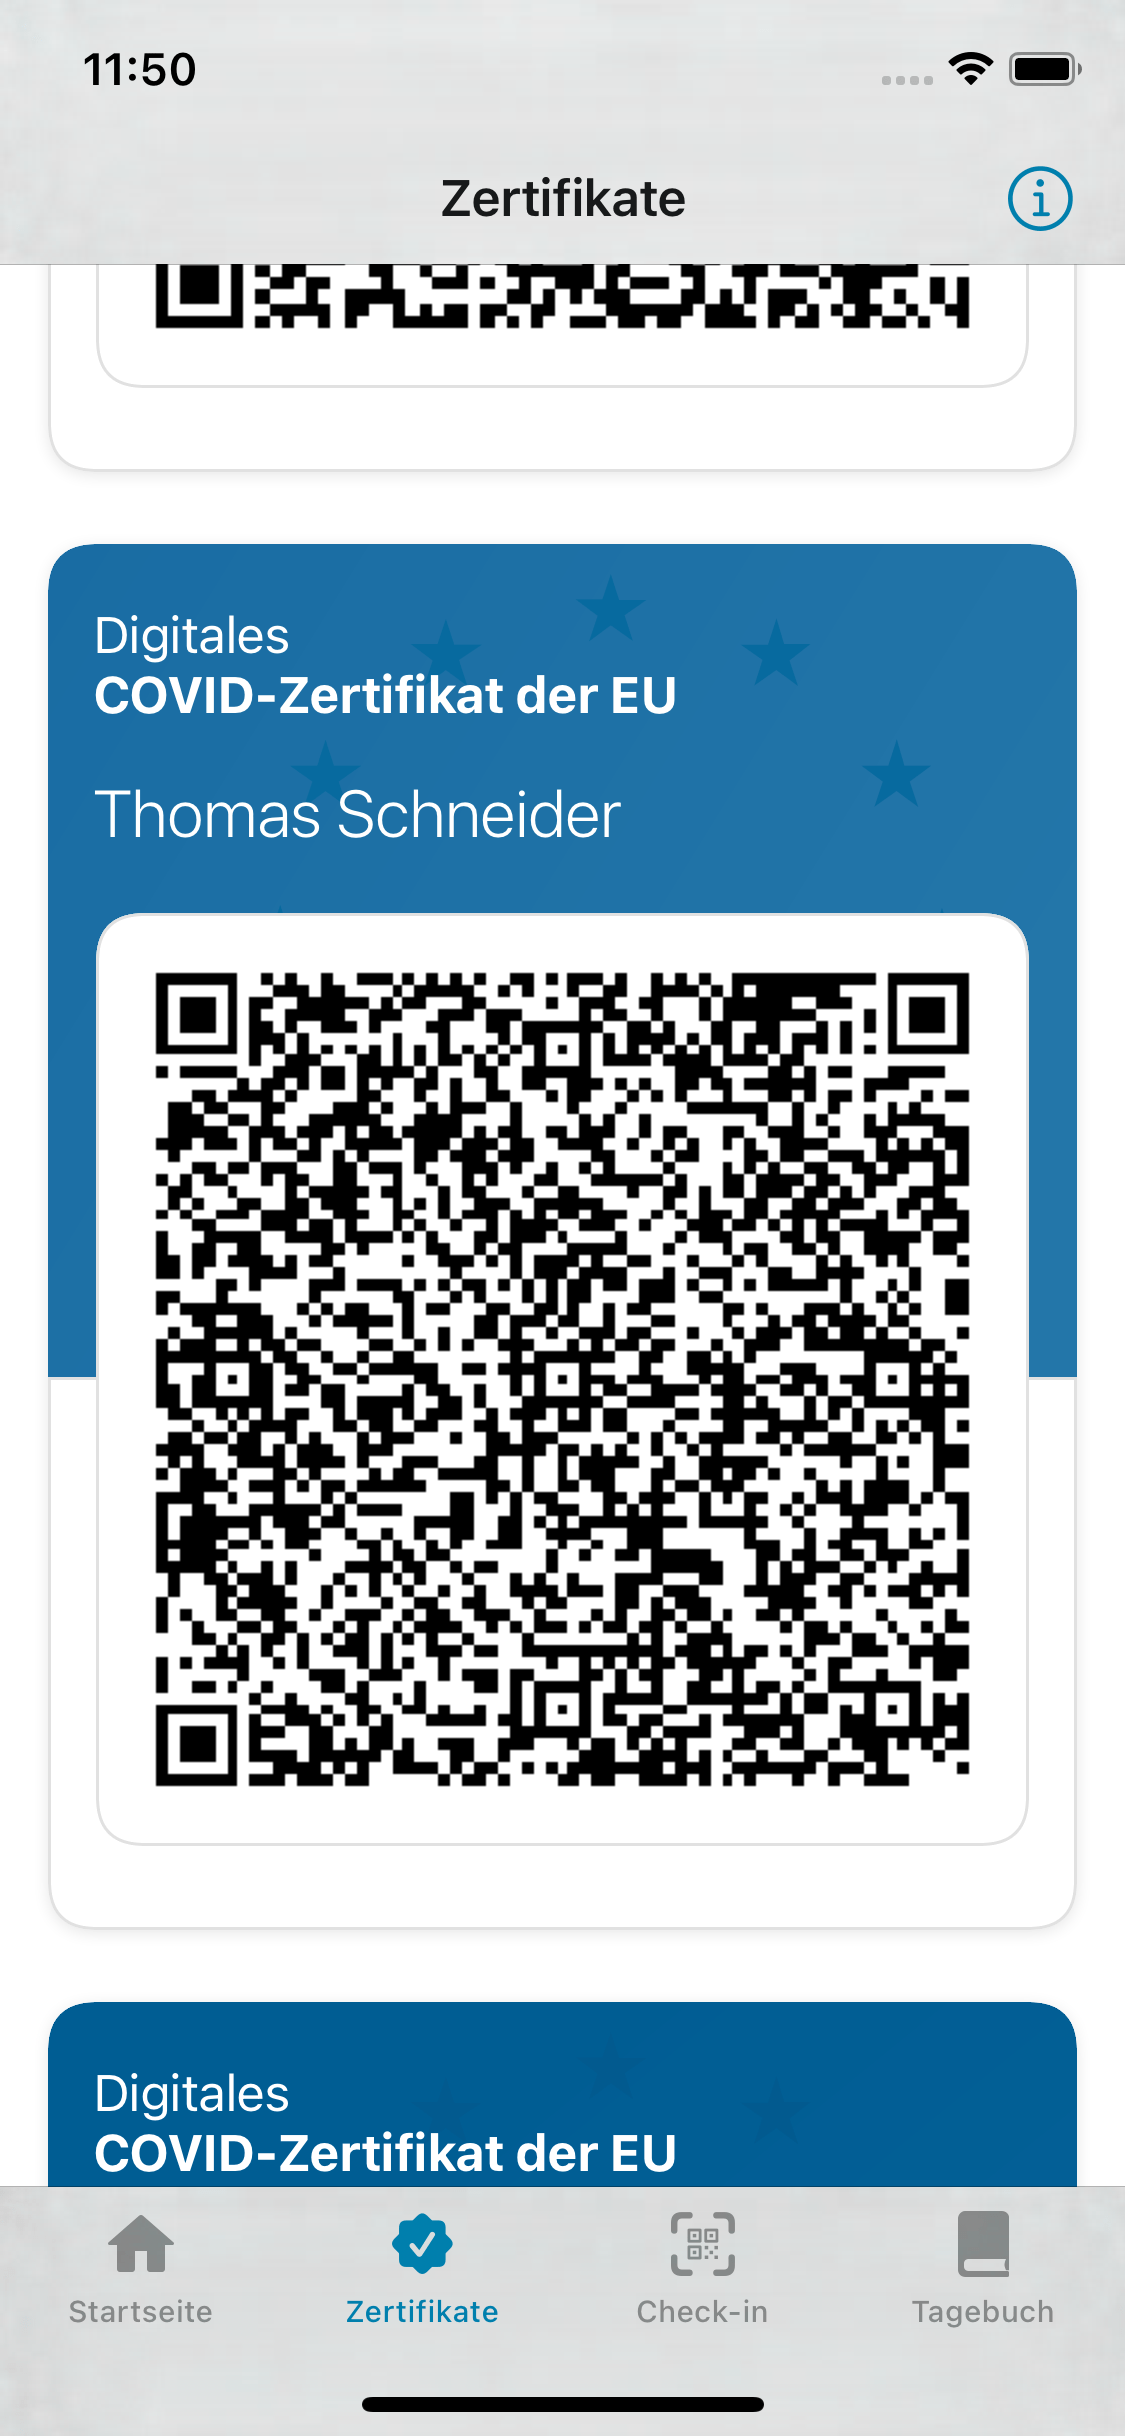 11:50
Zertifikate
Digitales
COVID-Zertifikat der EU
Thomas Schneider
Digitales
COVID-Zertifikat der EU
Startseite
Zertifikate
Check-in
Tagebuch